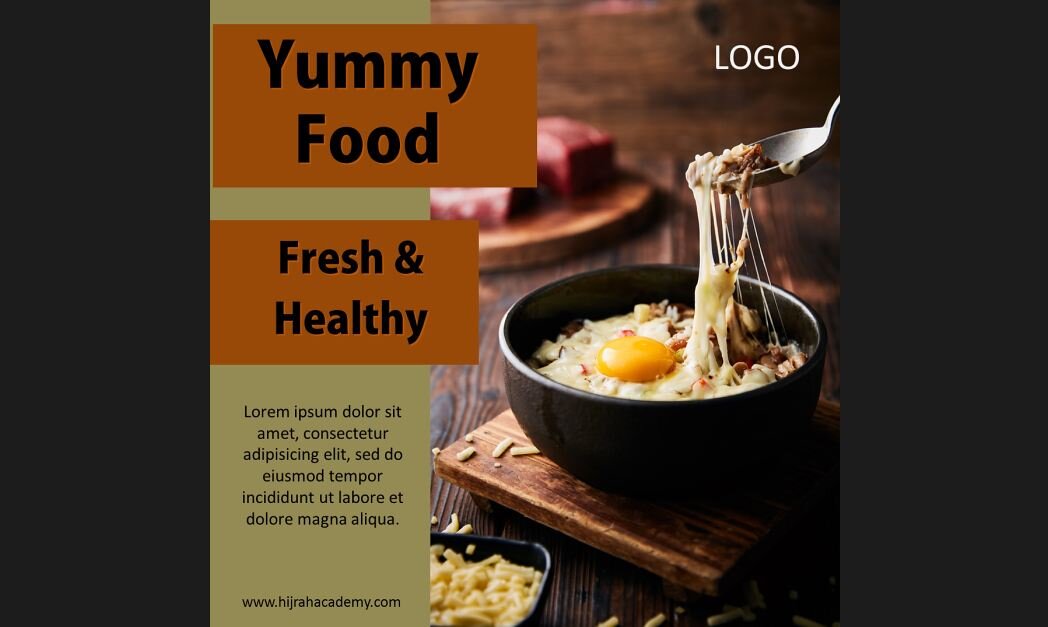 Yummy
Food
LOGO
Fresh &
Healthy
Lorem ipsum dolor sit
amet, consectetur
adipisicing elit, sed do
eiusmod tempor
incididunt ut labore et
dolore magna aliqua.
www.hijrahacademy.com